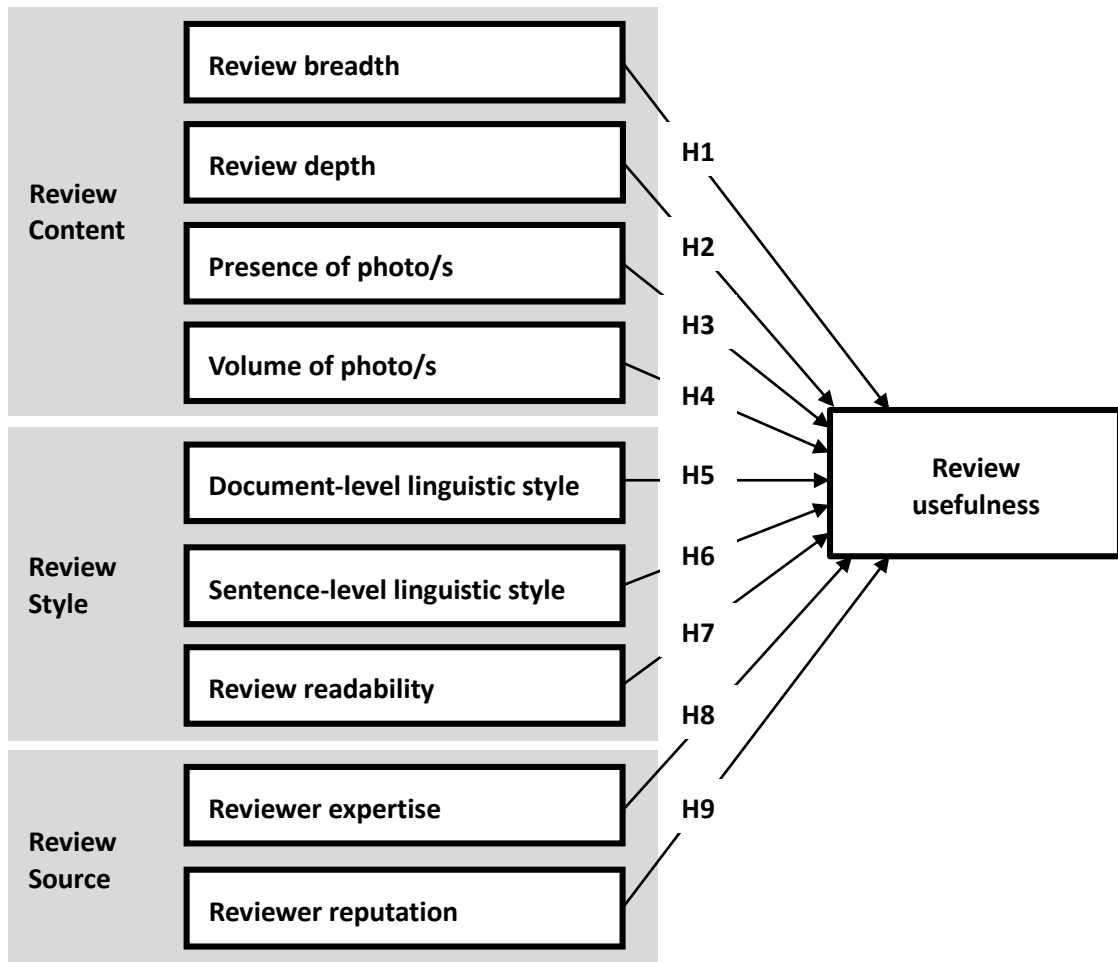 Review
Content
Review breadth
Review depth
Presence of photo/s
Volume of photo/s
Review
Style
Document-level linguistic style
Sentence-level linguistic style
Review readability
Review
Source
Reviewer expertise
Reviewer reputation
H1
H2
H3
H4
H5
H6
H7
H8
H9
Review
usefulness